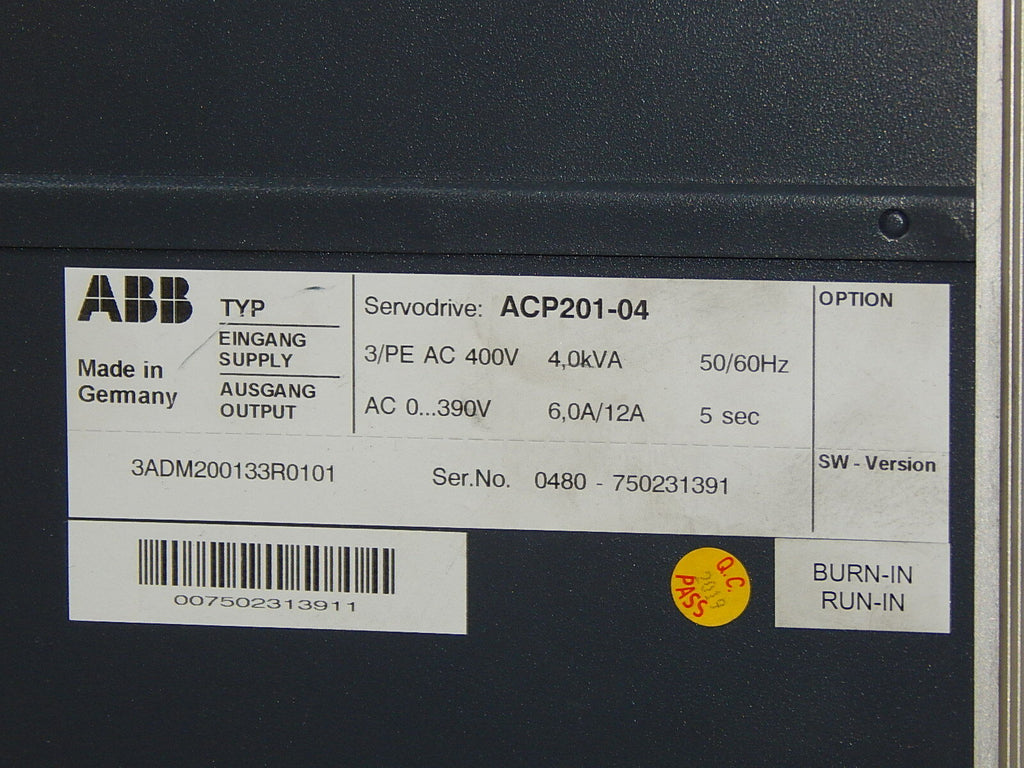 ABB
Made in
Germany
TYP
EINGANG
SUPPLY
AUSGANG
OUTPUT
Servodrive: ACP201-04
3/PE AC 400V 4,0kVA 50/60Hz
AC 0...390V 6,0A/12A 5 sec
OPTION
3ADM200133R0101 Ser.No. 0480 - 750231391
SW - Version
007502313911
Q.C.
2019
PASS
BURN-IN
RUN-IN